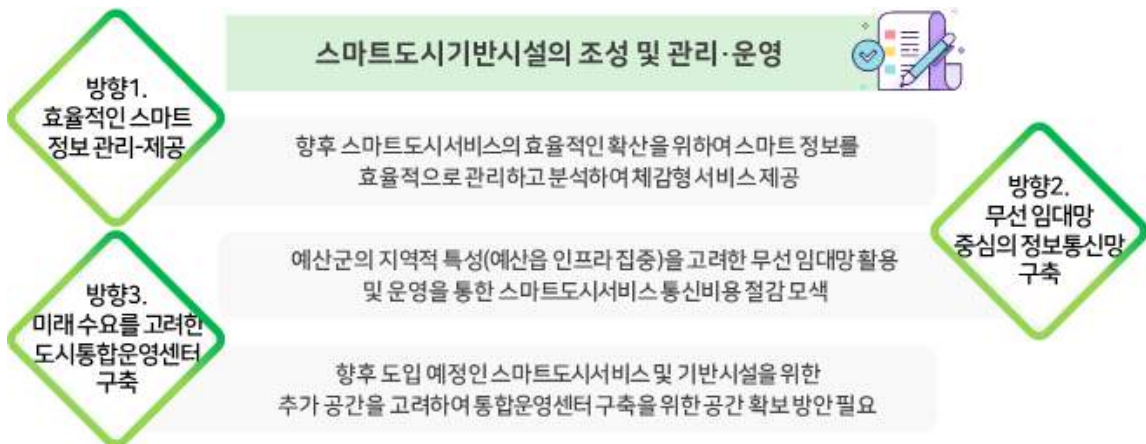 스마트도시기반시설의 조성 및 관리·운영
방향1.
효율적인 스마트
정보 관리-제공
향후 스마트도시서비스의 효율적인 확산을 위하여 스마트 정보를
효율적으로 관리하고 분석하여 체감형 서비스 제공
방향2.
무선 임대망
중심의 정보통신망
구축
예산군의 지역적 특성(예산읍 인프라 집중)을 고려한 무선 임대망 활용
및 운영을 통한 스마트도시서비스 통신비용 절감 모색
방향3.
미래 수요를 고려한
도시통합운영센터
구축
향후 도입 예정인 스마트도시서비스 및 기반시설을 위한
추가 공간을 고려하여 통합운영센터 구축을 위한 공간 확보 방안 필요